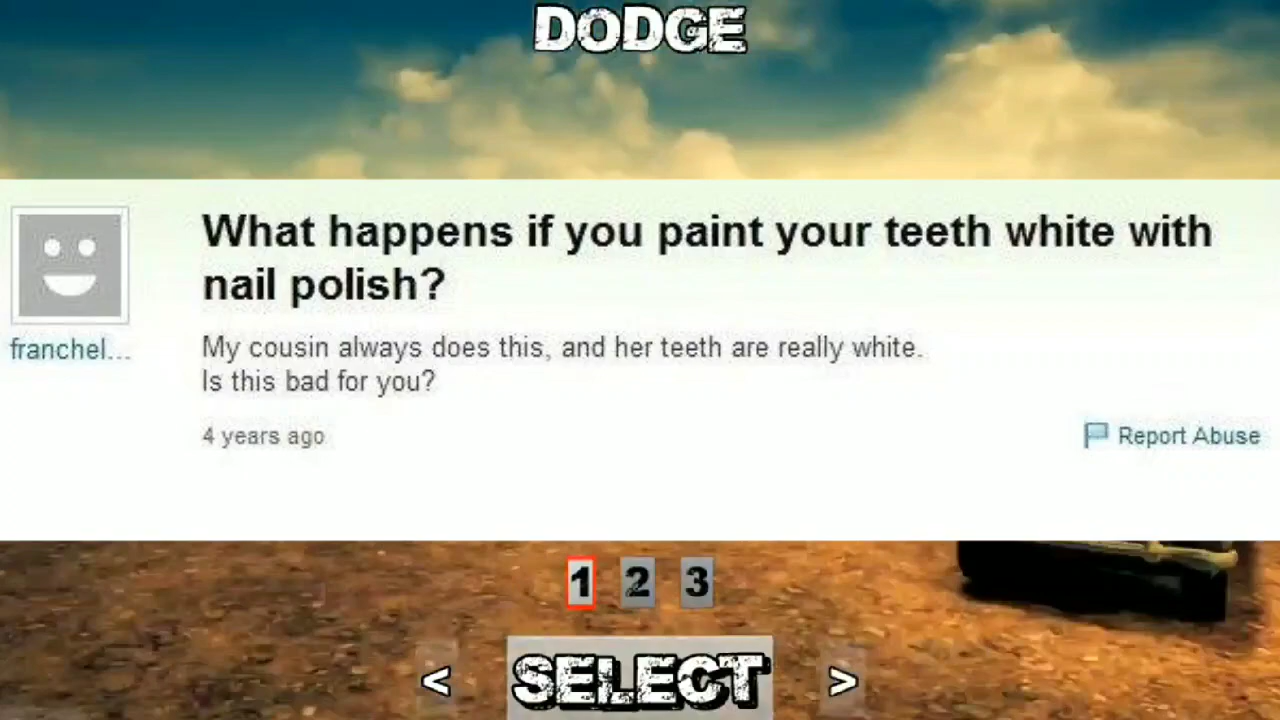 DODGE
What happens if you paint your teeth white with
nail polish?
franchel...
My cousin always does this, and her teeth are really white.
Is this bad for you?
4 years ago
Report Abuse
1 2 3
< SELECT >